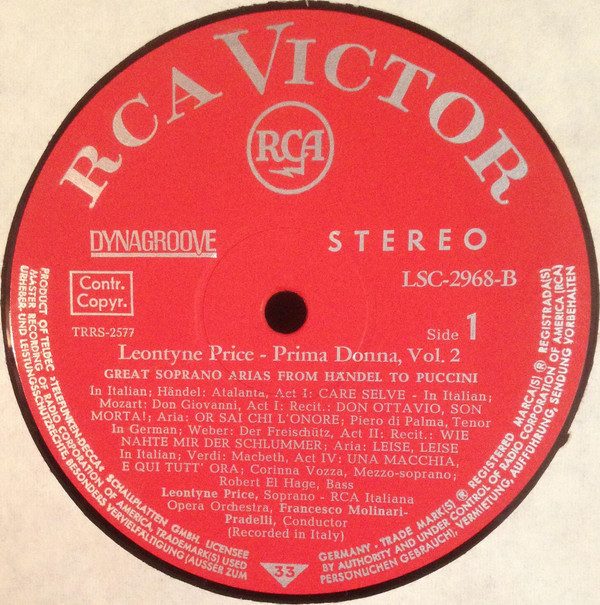 RCA VICTOR
RCA
DYNAGROOVE
STEREO
Contr.
Copyr.
LSC-2968-B
TRRS-2577
Side 1
Leontyne Price - Prima Donna, Vol. 2
GREAT SOPRANO ARIAS FROM HÄNDEL TO PUCCINI
In Italian; Händel: Atalanta, Act I: CARE SELVE - In Italian;
Mozart: Don Giovanni, Act I: Recit.: DON OTTAVIO, SON
MORTA!; Aria: OR SAI CHI L'ONORE; Piero di Palma, Tenor
In German; Weber: Der Freischütz, Act II: Recit.: WIE
NAHTE MIR DER SCHLUMMER; Aria: LEISE, LEISE
In Italian; Verdi: Macbeth, Act IV: UNA MACCHIA,
E QUI TUTT' ORA; Corinna Vozza, Mezzo-soprano;
Robert El Hage, Bass
Leontyne Price, Soprano - RCA Italiana
Opera Orchestra, Francesco Molinari-
Pradelli, Conductor
(Recorded in Italy)
33
PRODUCT OF TELDEC »TELEFUNKEN-DECCA« SCHALLPLATTEN GMBH. LICENSEE
MASTER RECORDING OF RADIO CORPORATION OF AMERICA, TRADEMARK(S) USED
URHEBER- UND LEISTUNGSSCHUTZRECHTE, BESONDERS VERVIELFÄLTIGUNG (AUSSER ZUM
GERMANY · TRADE MARK(S) ® REGISTERED MARCA(S) ® REGISTRADA(S)
BY AUTHORITY AND UNDER CONTROL OF RADIO CORPORATION OF AMERICA (RCA)
PERSÖNLICHEN GEBRAUCH), VERMIETUNG, AUFFÜHRUNG, SENDUNG VORBEHALTEN